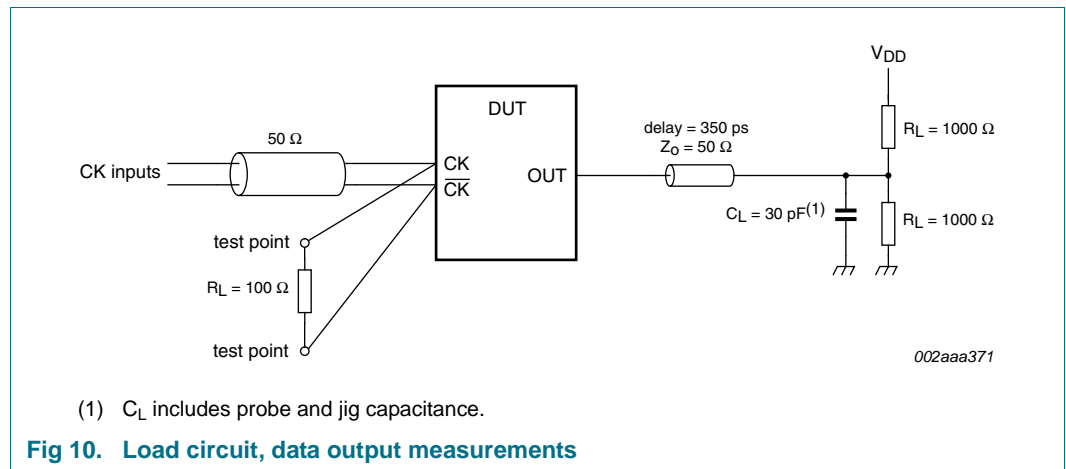 V_DD
DUT
50 Ω
delay = 350 ps
Z_o = 50 Ω
R_L = 1000 Ω
CK inputs
CK
C̅K̅
OUT
C_L = 30 pF(1)
R_L = 1000 Ω
test point
R_L = 100 Ω
test point
002aaa371
(1) C_L includes probe and jig capacitance.
Fig 10. Load circuit, data output measurements